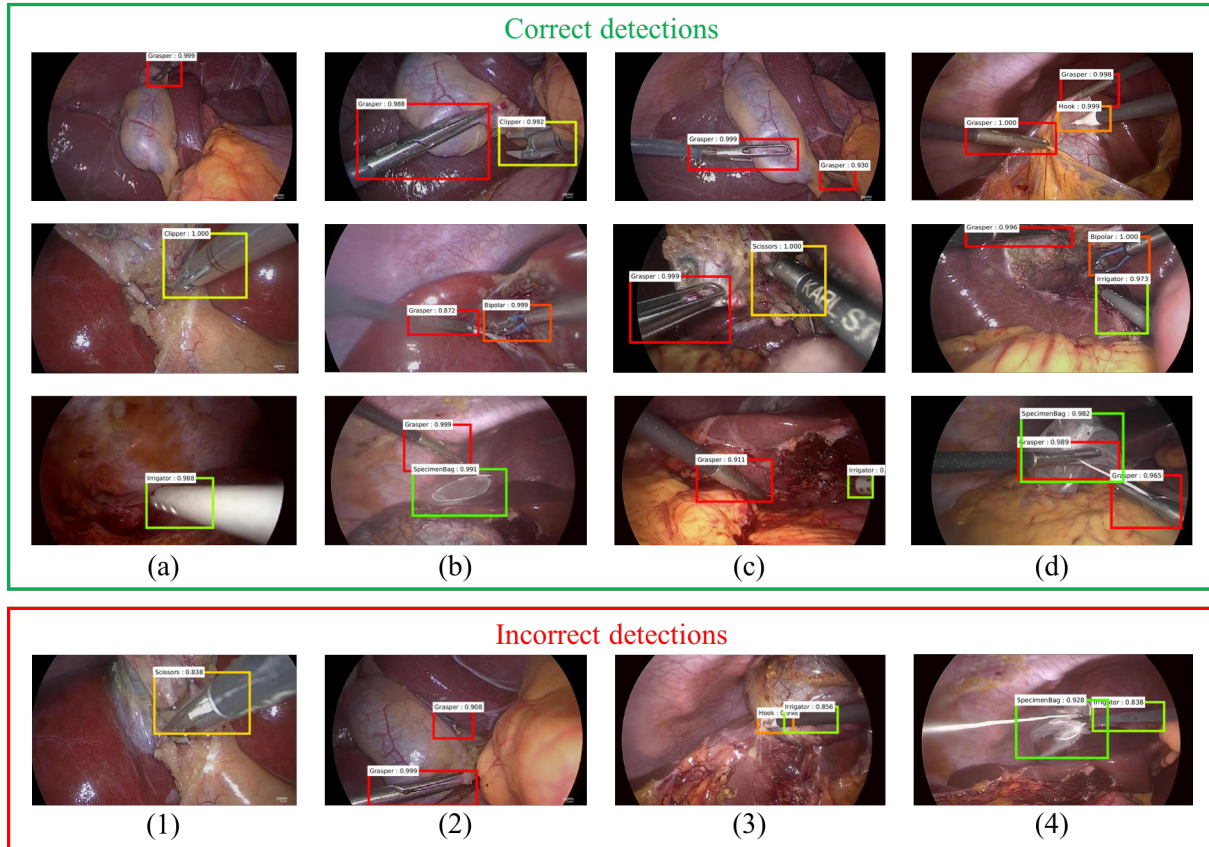 Correct detections
Grasper : 0.999
Grasper : 0.988
Clipper : 0.992
Grasper : 0.999
Grasper : 0.930
Grasper : 0.998
Hook : 0.999
Grasper : 1.000
Clipper : 1.000
Grasper : 0.872
Bipolar : 0.999
Grasper : 0.999
Scissors : 1.000
KARL S
Grasper : 0.996
Bipolar : 1.000
Irrigator : 0.973
Irrigator : 0.988
Grasper : 0.999
SpecimenBag : 0.991
Grasper : 0.911
Irrigator : 0.
SpecimenBag : 0.982
Grasper : 0.989
Grasper : 0.965
(a) (b) (c) (d)
Incorrect detections
Scissors : 0.838
Grasper : 0.908
Grasper : 0.999
Hook :
Irrigator : 0.856
SpecimenBag : 0.928
Irrigator : 0.838
(1) (2) (3) (4)